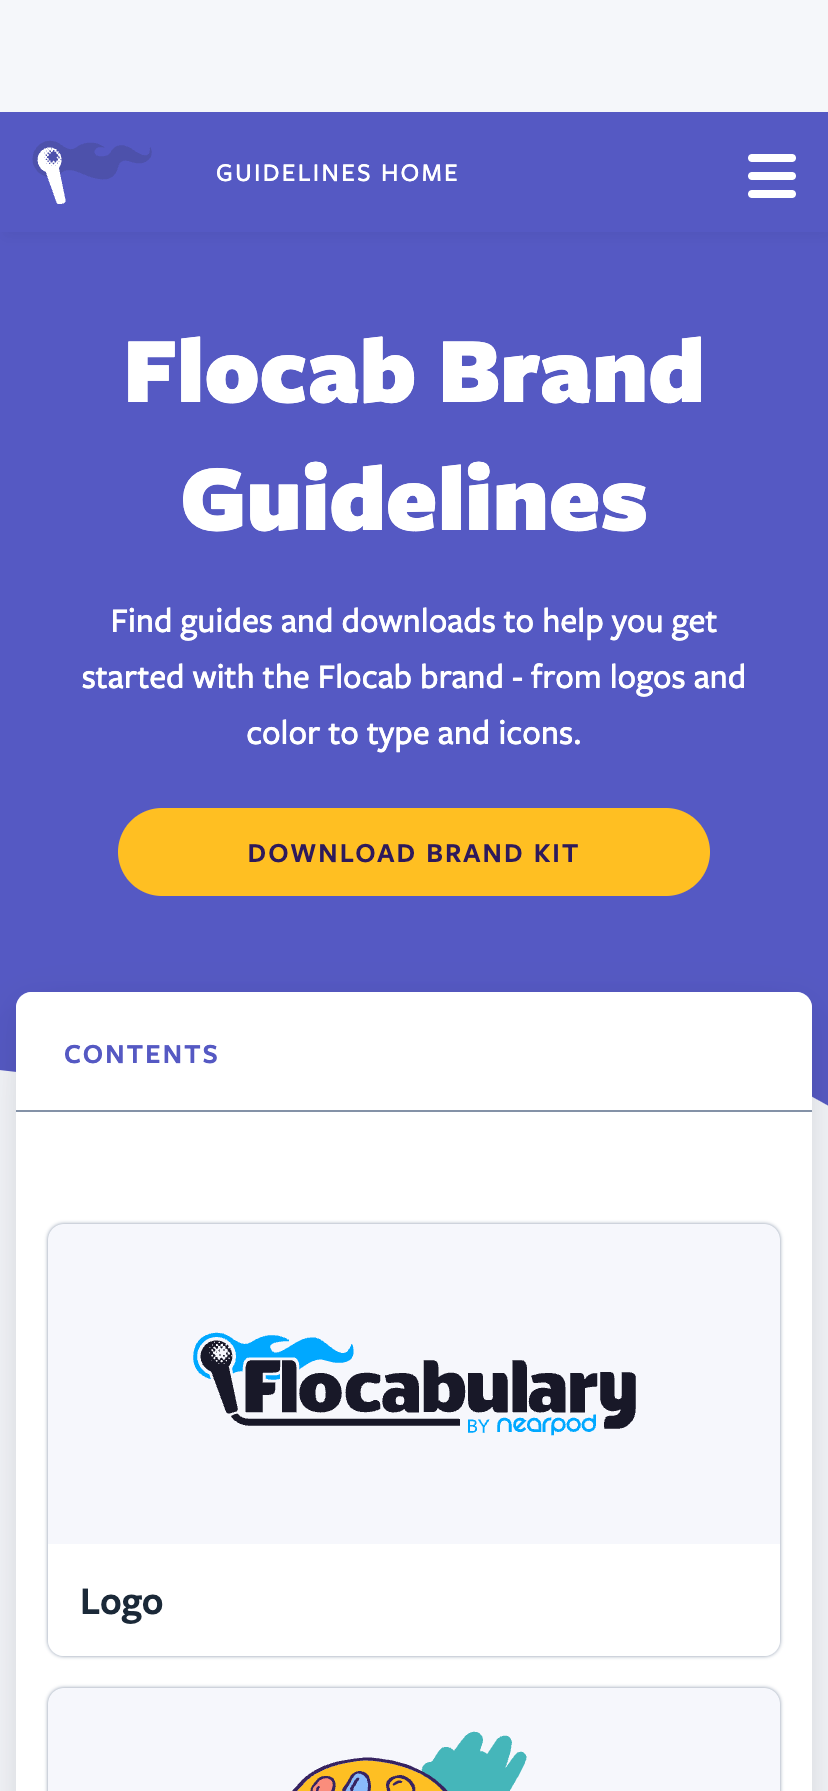 GUIDELINES HOME
Flocab Brand
Guidelines
Find guides and downloads to help you get
started with the Flocab brand - from logos and
color to type and icons.
DOWNLOAD BRAND KIT
CONTENTS
Flocabulary
BY nearpod
Logo